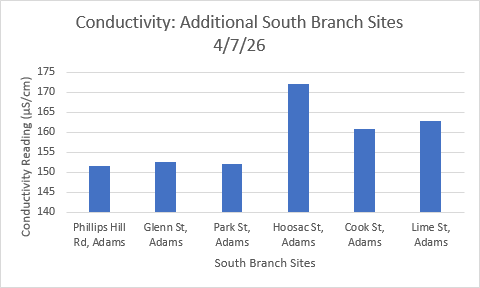 Conductivity: Additional South Branch Sites
4/7/26
Conductivity Reading (µS/cm)
175
170
165
160
155
150
145
140
Phillips Hill
Rd, Adams
Glenn St,
Adams
Park St,
Adams
Hoosac St,
Adams
Cook St,
Adams
Lime St,
Adams
South Branch Sites